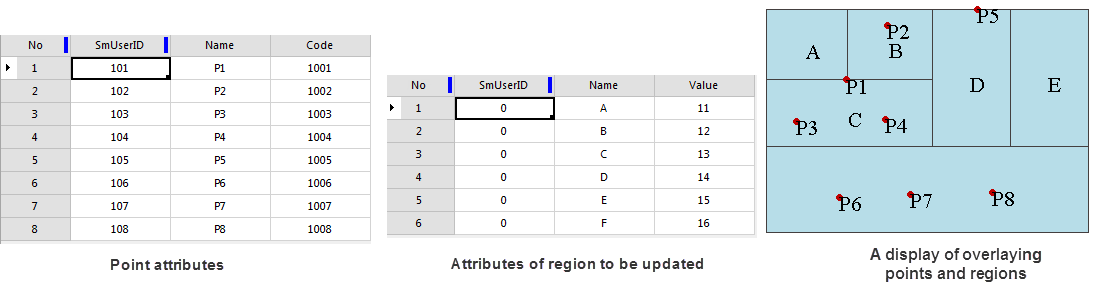 No SmUserID Name Code
1 101 P1 1001
2 102 P2 1002
3 103 P3 1003
4 104 P4 1004
5 105 P5 1005
6 106 P6 1006
7 107 P7 1007
8 108 P8 1008
Point attributes
No SmUserID Name Value
1 0 A 11
2 0 B 12
3 0 C 13
4 0 D 14
5 0 E 15
6 0 F 16
Attributes of region to be updated
P5
P2
A B
P1 D E
P3 C P4
P6 P7 P8
A display of overlaying
points and regions